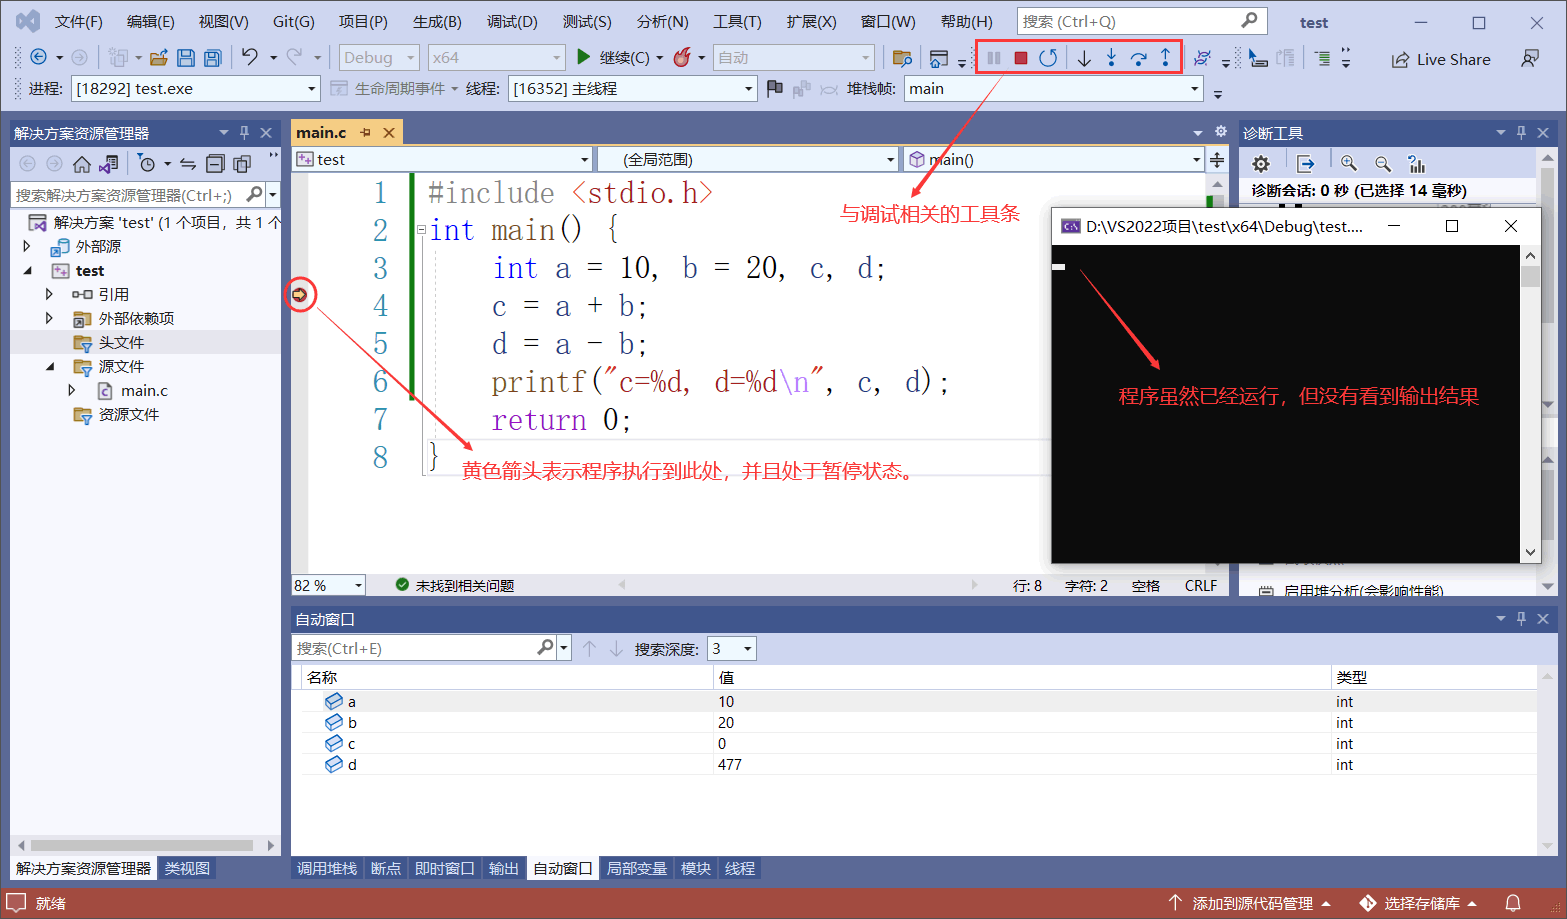 文件(F) 编辑(E) 视图(V) Git(G) 项目(P) 生成(B) 调试(D) 测试(S) 分析(N) 工具(T) 扩展(X) 窗口(W) 帮助(H) 搜索 (Ctrl+Q) test
Debug x64 继续(C) 自动 Live Share
进程: [18292] test.exe 生命周期事件 线程: [16352] 主线程 堆栈帧: main
解决方案资源管理器
搜索解决方案资源管理器(Ctrl+;)
解决方案 'test' (1 个项目，共 1 个
外部源
test
引用
外部依赖项
头文件
源文件
main.c
资源文件
解决方案资源管理器 类视图
main.c
test (全局范围) main()
1 #include <stdio.h>
2 int main() {
3 int a = 10, b = 20, c, d;
4 c = a + b;
5 d = a - b;
6 printf("c=%d, d=%d\n", c, d);
7 return 0;
8 }
与调试相关的工具条
黄色箭头表示程序执行到此处，并且处于暂停状态。
82 % 未找到相关问题 行: 8 字符: 2 空格 CRLF
诊断工具
诊断会话: 0 秒 (已选择 14 毫秒)
D:\VS2022项目\test\x64\Debug\test....
程序虽然已经运行，但没有看到输出结果
启用堆分析(会影响性能)
自动窗口
搜索(Ctrl+E) 搜索深度: 3
名称 值 类型
a 10 int
b 20 int
c 0 int
d 477 int
调用堆栈 断点 即时窗口 输出 自动窗口 局部变量 模块 线程
就绪 添加到源代码管理 选择存储库